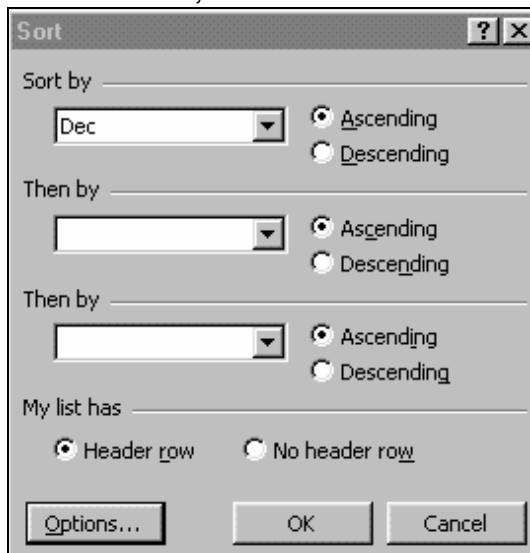 Sort ? ×
Sort by
Dec Ascending
Descending
Then by
Ascending
Descending
Then by
Ascending
Descending
My list has
Header row No header row
Options... OK Cancel